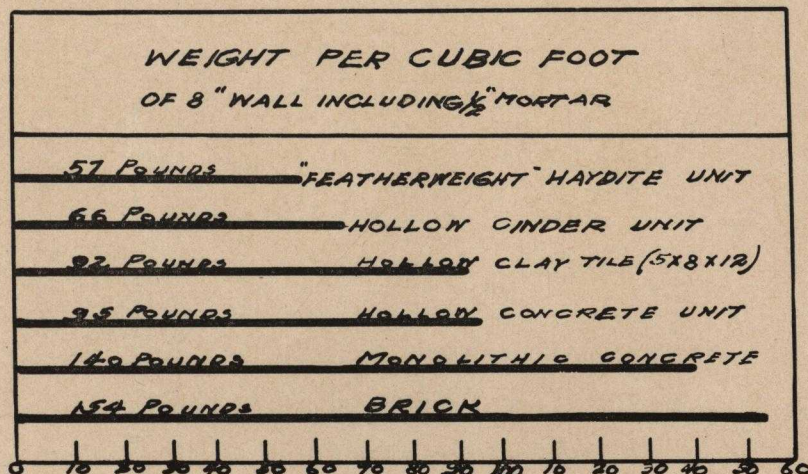 WEIGHT PER CUBIC FOOT
OF 8" WALL INCLUDING ½" MORTAR
57 POUNDS "FEATHERWEIGHT" HAYDITE UNIT
66 POUNDS HOLLOW CINDER UNIT
92 POUNDS HOLLOW CLAY TILE (5X8X12)
95 POUNDS HOLLOW CONCRETE UNIT
140 POUNDS MONOLITHIC CONCRETE
154 POUNDS BRICK
0 10 20 30 40 50 60 70 80 90 100 10 20 30 40 50 60